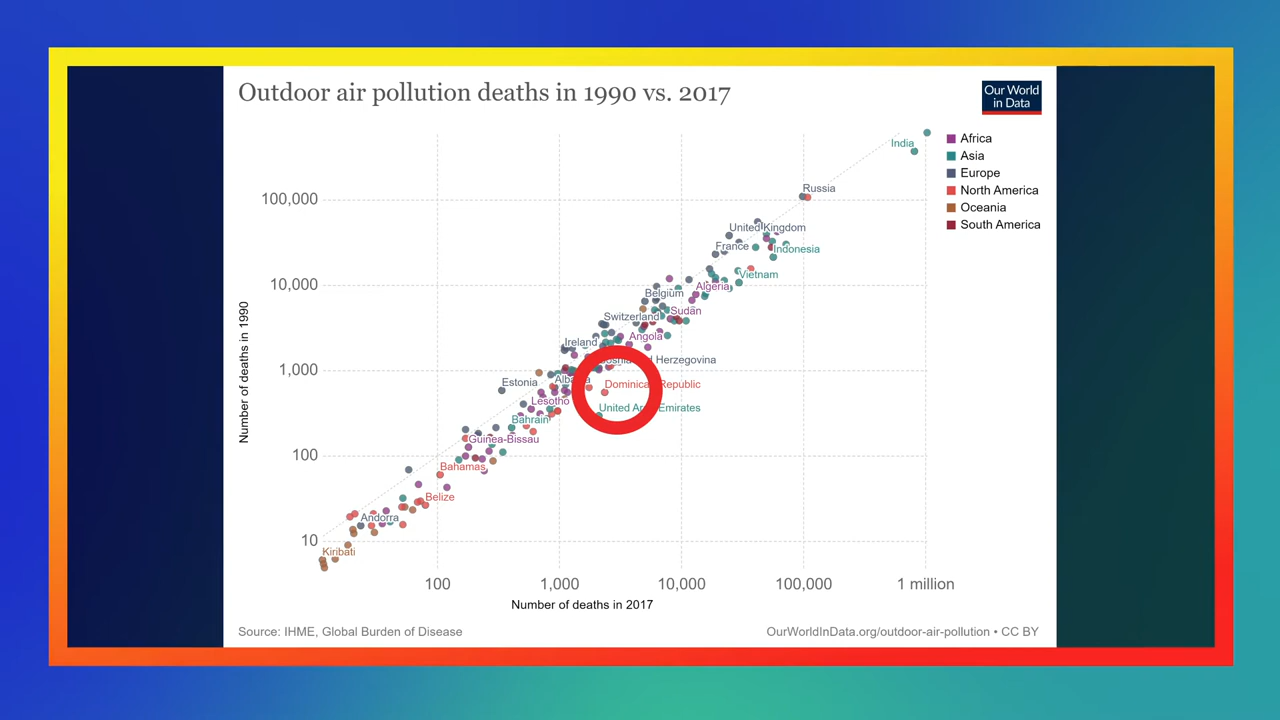 Outdoor air pollution deaths in 1990 vs. 2017
Our World
in Data
Africa
Asia
Europe
North America
Oceania
South America
India
Russia
100,000
United Kingdom
France
Indonesia
Vietnam
10,000
Algeria
Belgium
Sudan
Switzerland
Angola
Ireland
Herzegovina
1,000
Estonia
Republic
Lesotho
United Arab Emirates
Bahrain
Guinea-Bissau
100
Bahamas
Belize
Andorra
10
Kiribati
Number of deaths in 1990
100
1,000
10,000
100,000
1 million
Number of deaths in 2017
Source: IHME, Global Burden of Disease
OurWorldInData.org/outdoor-air-pollution • CC BY